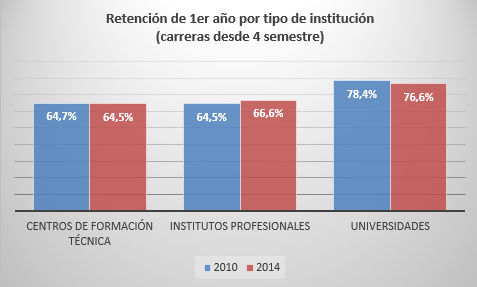 Retención de 1er año por tipo de institución
(carreras desde 4 semestre)
64,7%
64,5%
64,5%
66,6%
78,4%
76,6%
CENTROS DE FORMACIÓN
TÉCNICA
INSTITUTOS PROFESIONALES
UNIVERSIDADES
2010
2014